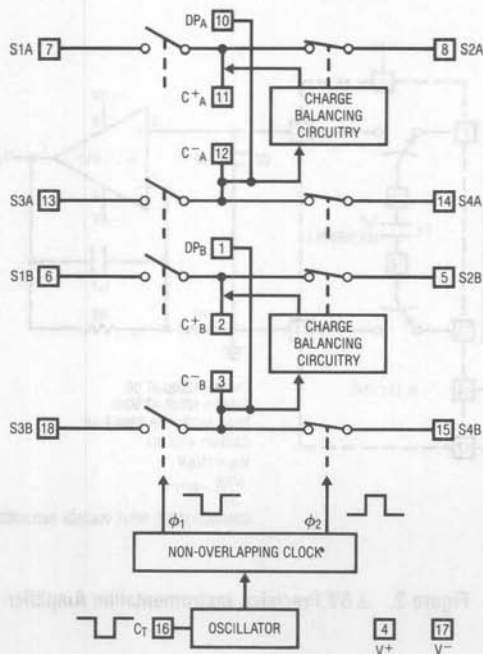 DPA 10
S1A 7
8 S2A
C+A
11
CHARGE
BALANCING
CIRCUITRY
C−A
12
S3A 13
14 S4A
DPB 1
S1B 6
5 S2B
C+B
2
CHARGE
BALANCING
CIRCUITRY
C−B
3
S3B 18
15 S4B
ϕ1
ϕ2
NON-OVERLAPPING CLOCK
CT 16
OSCILLATOR
4
V+
17
V−